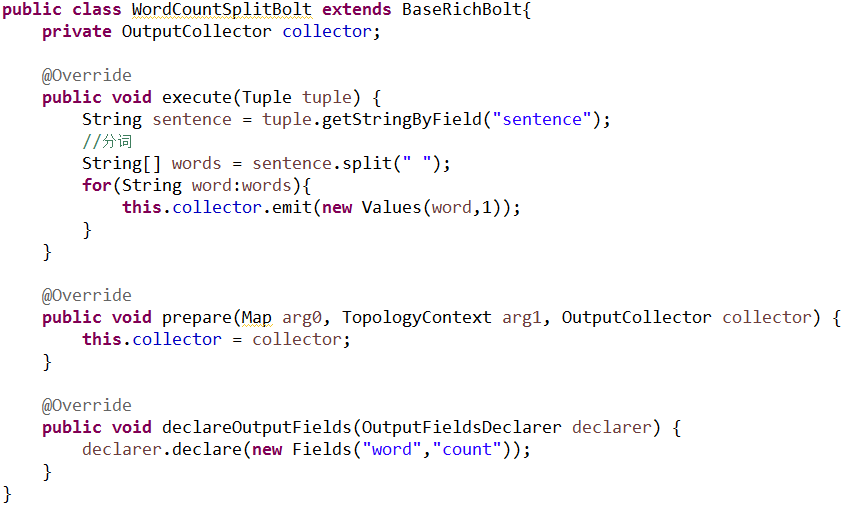 public class WordCountSplitBolt extends BaseRichBolt{
    private OutputCollector collector;

    @Override
    public void execute(Tuple tuple) {
        String sentence = tuple.getStringByField("sentence");
        //分词
        String[] words = sentence.split(" ");
        for(String word:words){
            this.collector.emit(new Values(word,1));
        }
    }

    @Override
    public void prepare(Map arg0, TopologyContext arg1, OutputCollector collector) {
        this.collector = collector;
    }

    @Override
    public void declareOutputFields(OutputFieldsDeclarer declarer) {
        declarer.declare(new Fields("word","count"));
    }
}